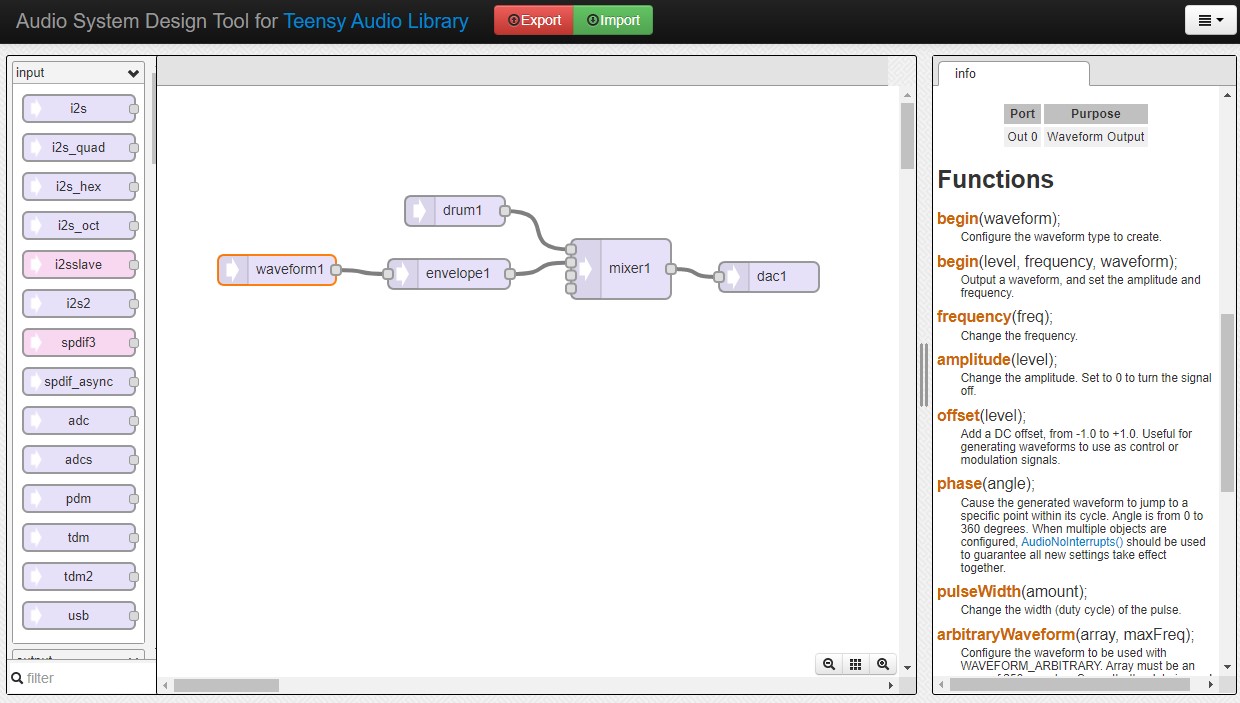 Audio System Design Tool for Teensy Audio Library
Export
Import
input
i2s
i2s_quad
i2s_hex
i2s_oct
i2sslave
i2s2
spdif3
spdif_async
adc
adcs
pdm
tdm
tdm2
usb
output
filter
drum1
waveform1
envelope1
mixer1
dac1
info
Port Purpose
Out 0 Waveform Output
Functions
begin(waveform);
Configure the waveform type to create.
begin(level, frequency, waveform);
Output a waveform, and set the amplitude and
frequency.
frequency(freq);
Change the frequency.
amplitude(level);
Change the amplitude. Set to 0 to turn the signal
off.
offset(level);
Add a DC offset, from -1.0 to +1.0. Useful for
generating waveforms to use as control or
modulation signals.
phase(angle);
Cause the generated waveform to jump to a
specific point within its cycle. Angle is from 0 to
360 degrees. When multiple objects are
configured, AudioNoInterrupts() should be used
to guarantee all new settings take effect
together.
pulseWidth(amount);
Change the width (duty cycle) of the pulse.
arbitraryWaveform(array, maxFreq);
Configure the waveform to be used with
WAVEFORM_ARBITRARY. Array must be an